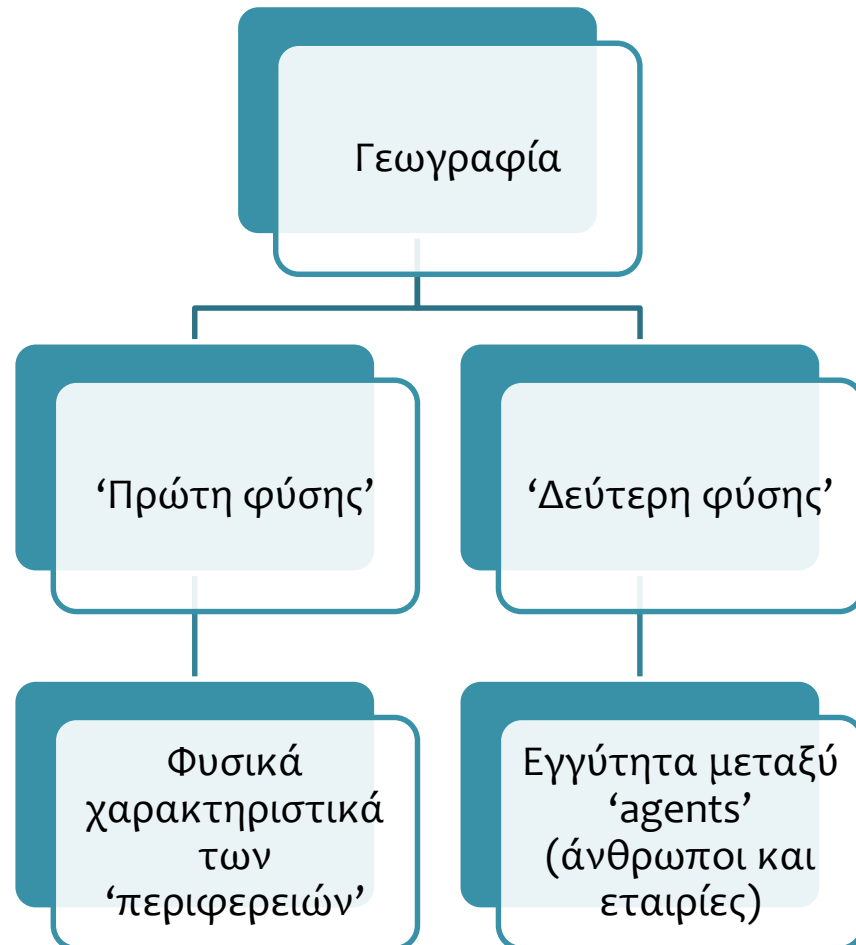 Γεωγραφία
‘Πρώτη φύσης’
‘Δεύτερη φύσης’
Φυσικά
χαρακτηριστικά
των
‘περιφερειών’
Εγγύτητα μεταξύ
‘agents’
(άνθρωποι και
εταιρίες)